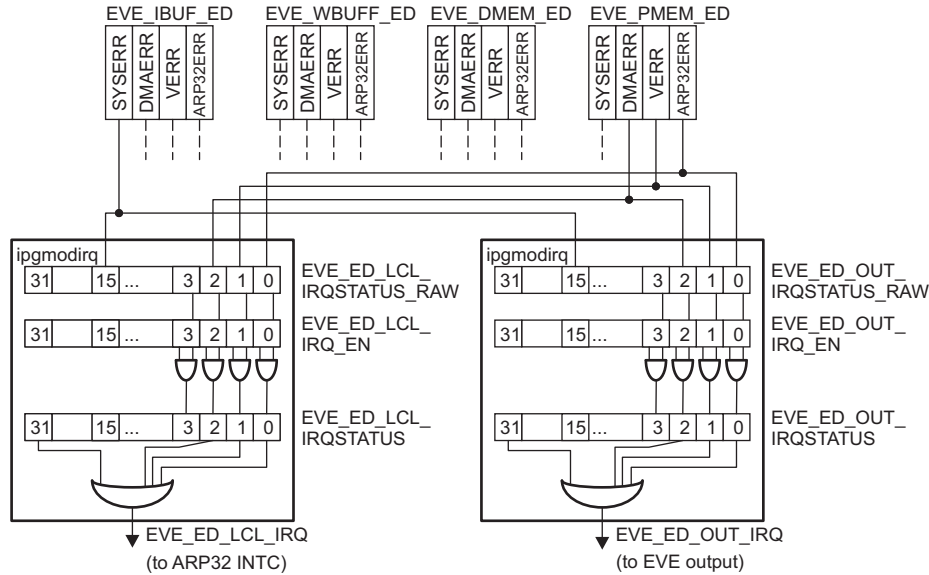 EVE_IBUF_ED EVE_WBUFF_ED EVE_DMEM_ED EVE_PMEM_ED
SYSERR DMAERR VERR ARP32ERR SYSERR DMAERR VERR ARP32ERR SYSERR DMAERR VERR ARP32ERR SYSERR DMAERR VERR ARP32ERR
ipgmodirq
31 15 ... 3 2 1 0
EVE_ED_LCL_
IRQSTATUS_RAW
31 15 ... 3 2 1 0
EVE_ED_LCL_
IRQ_EN
31 15 ... 3 2 1 0
EVE_ED_LCL_
IRQSTATUS
EVE_ED_LCL_IRQ
(to ARP32 INTC)
ipgmodirq
31 15 ... 3 2 1 0
EVE_ED_OUT_
IRQSTATUS_RAW
31 15 ... 3 2 1 0
EVE_ED_OUT_
IRQ_EN
31 15 ... 3 2 1 0
EVE_ED_OUT_
IRQSTATUS
EVE_ED_OUT_IRQ
(to EVE output)